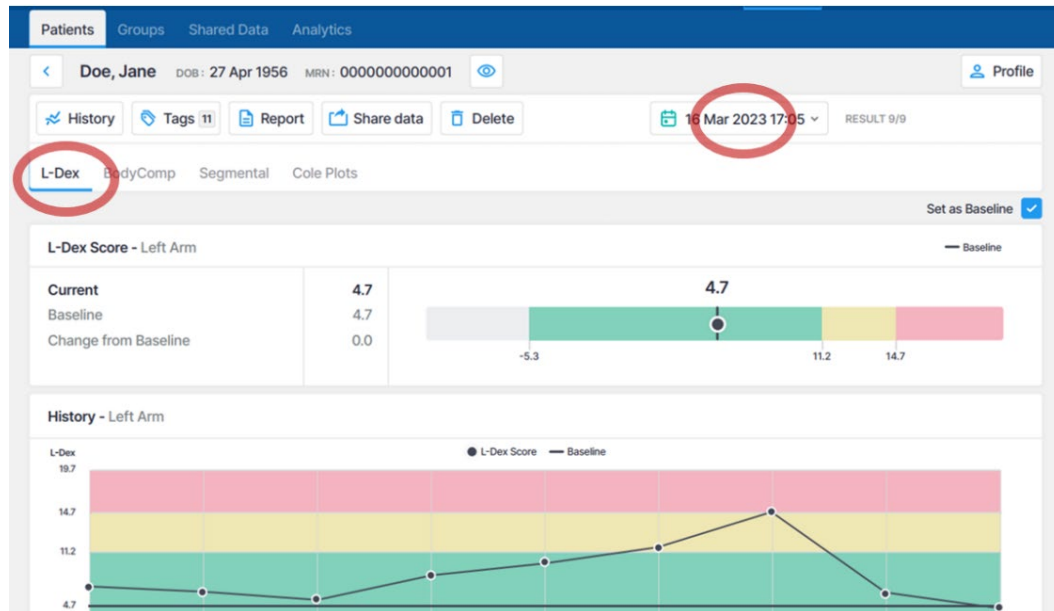 Patients Groups Shared Data Analytics
Doe, Jane DOB: 27 Apr 1956 MRN: 0000000000001 Profile
History Tags 11 Report Share data Delete 16 Mar 2023 17:05 RESULT 9/9
L-Dex BodyComp Segmental Cole Plots
Set as Baseline
L-Dex Score - Left Arm Baseline
Current 4.7 4.7
Baseline 4.7
Change from Baseline 0.0
-5.3 11.2 14.7
History - Left Arm
L-Dex L-Dex Score Baseline
19.7
14.7
11.2
4.7